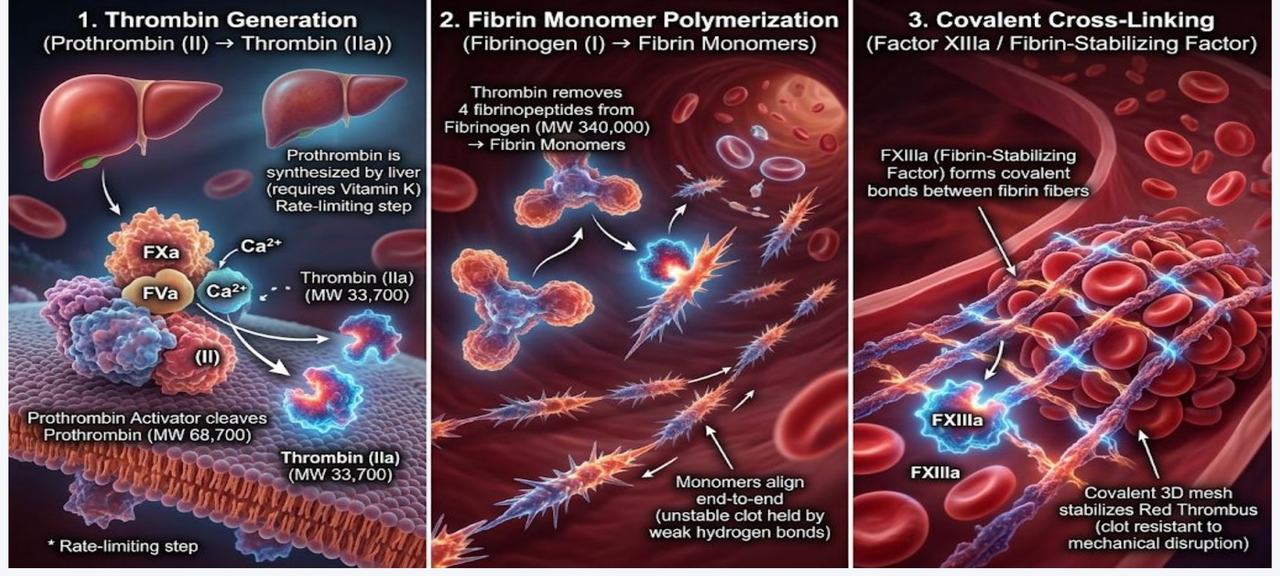 1. Thrombin Generation
(Prothrombin (II) → Thrombin (IIa))
Prothrombin is
synthesized by liver
(requires Vitamin K)
Rate-limiting step
FXa
Ca²⁺
FVa
Ca²⁺
Thrombin (IIa)
(MW 33,700)
(II)
Prothrombin Activator cleaves
Prothrombin (MW 68,700)
Thrombin (IIa)
(MW 33,700)
* Rate-limiting step
2. Fibrin Monomer Polymerization
(Fibrinogen (I) → Fibrin Monomers)
Thrombin removes
4 fibrinopeptides from
Fibrinogen (MW 340,000)
→ Fibrin Monomers
Monomers align
end-to-end
(unstable clot held by
weak hydrogen bonds)
3. Covalent Cross-Linking
(Factor XIIIa / Fibrin-Stabilizing Factor)
FXIIIa (Fibrin-Stabilizing
Factor) forms covalent
bonds between fibrin fibers
FXIIIa
FXIIIa
Covalent 3D mesh
stabilizes Red Thrombus
(clot resistant to
mechanical disruption)